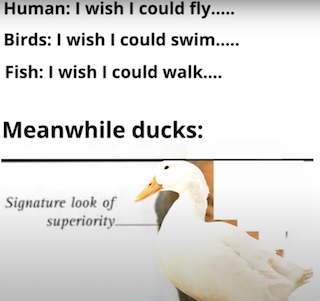 Human: I wish I could fly.....
Birds: I wish I could swim.....
Fish: I wish I could walk....
Meanwhile ducks:
Signature look of
superiority